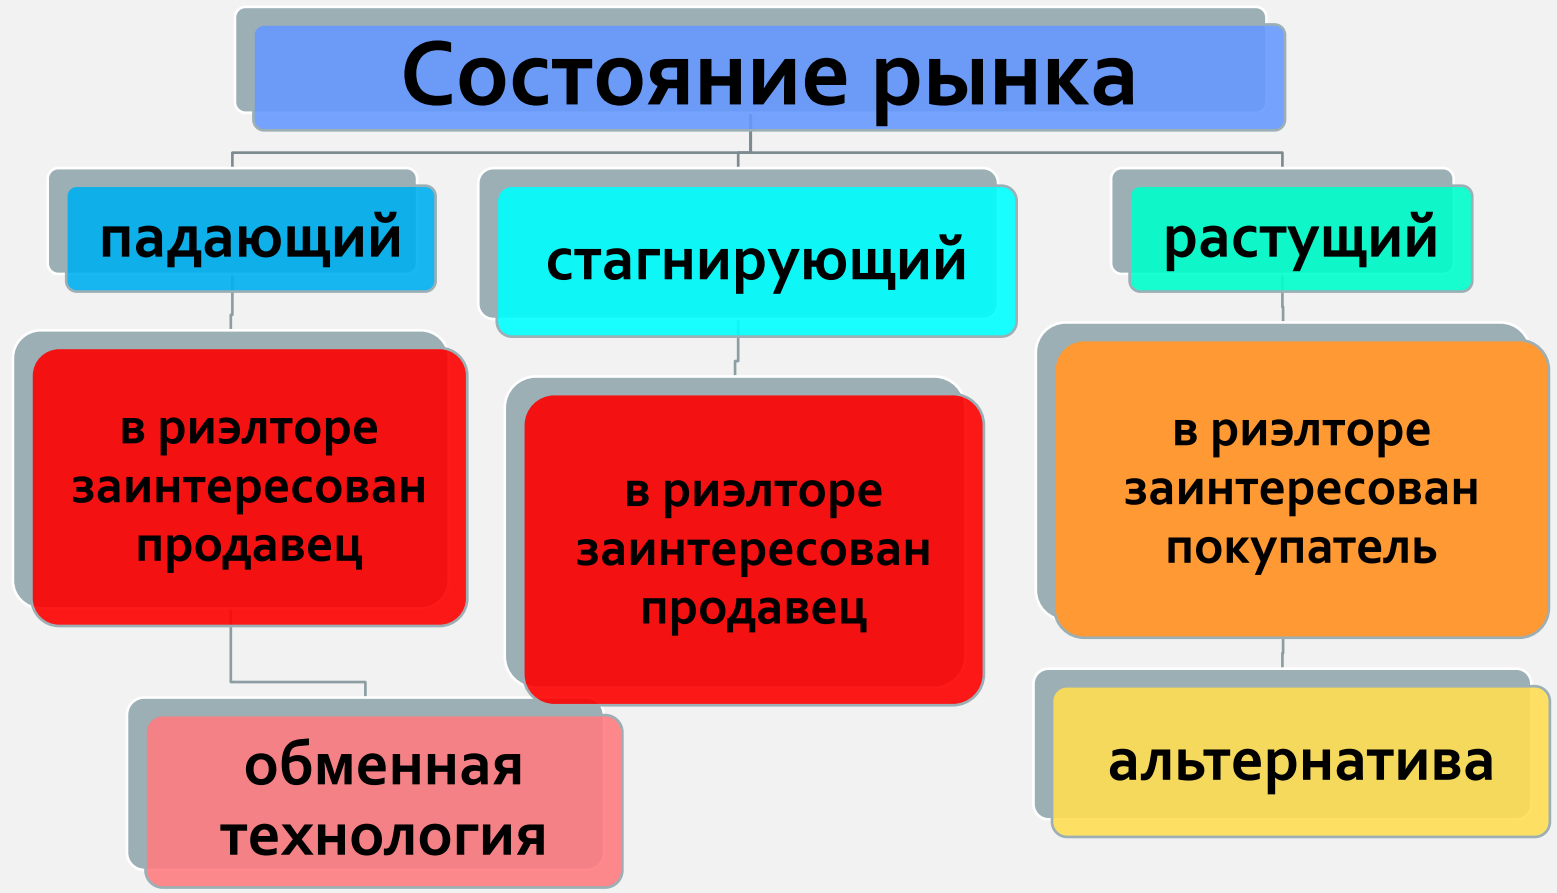 Состояние рынка
падающий
стагнирующий
растущий
в риэлторе
заинтересован
продавец
в риэлторе
заинтересован
продавец
в риэлторе
заинтересован
покупатель
обменная
технология
альтернатива